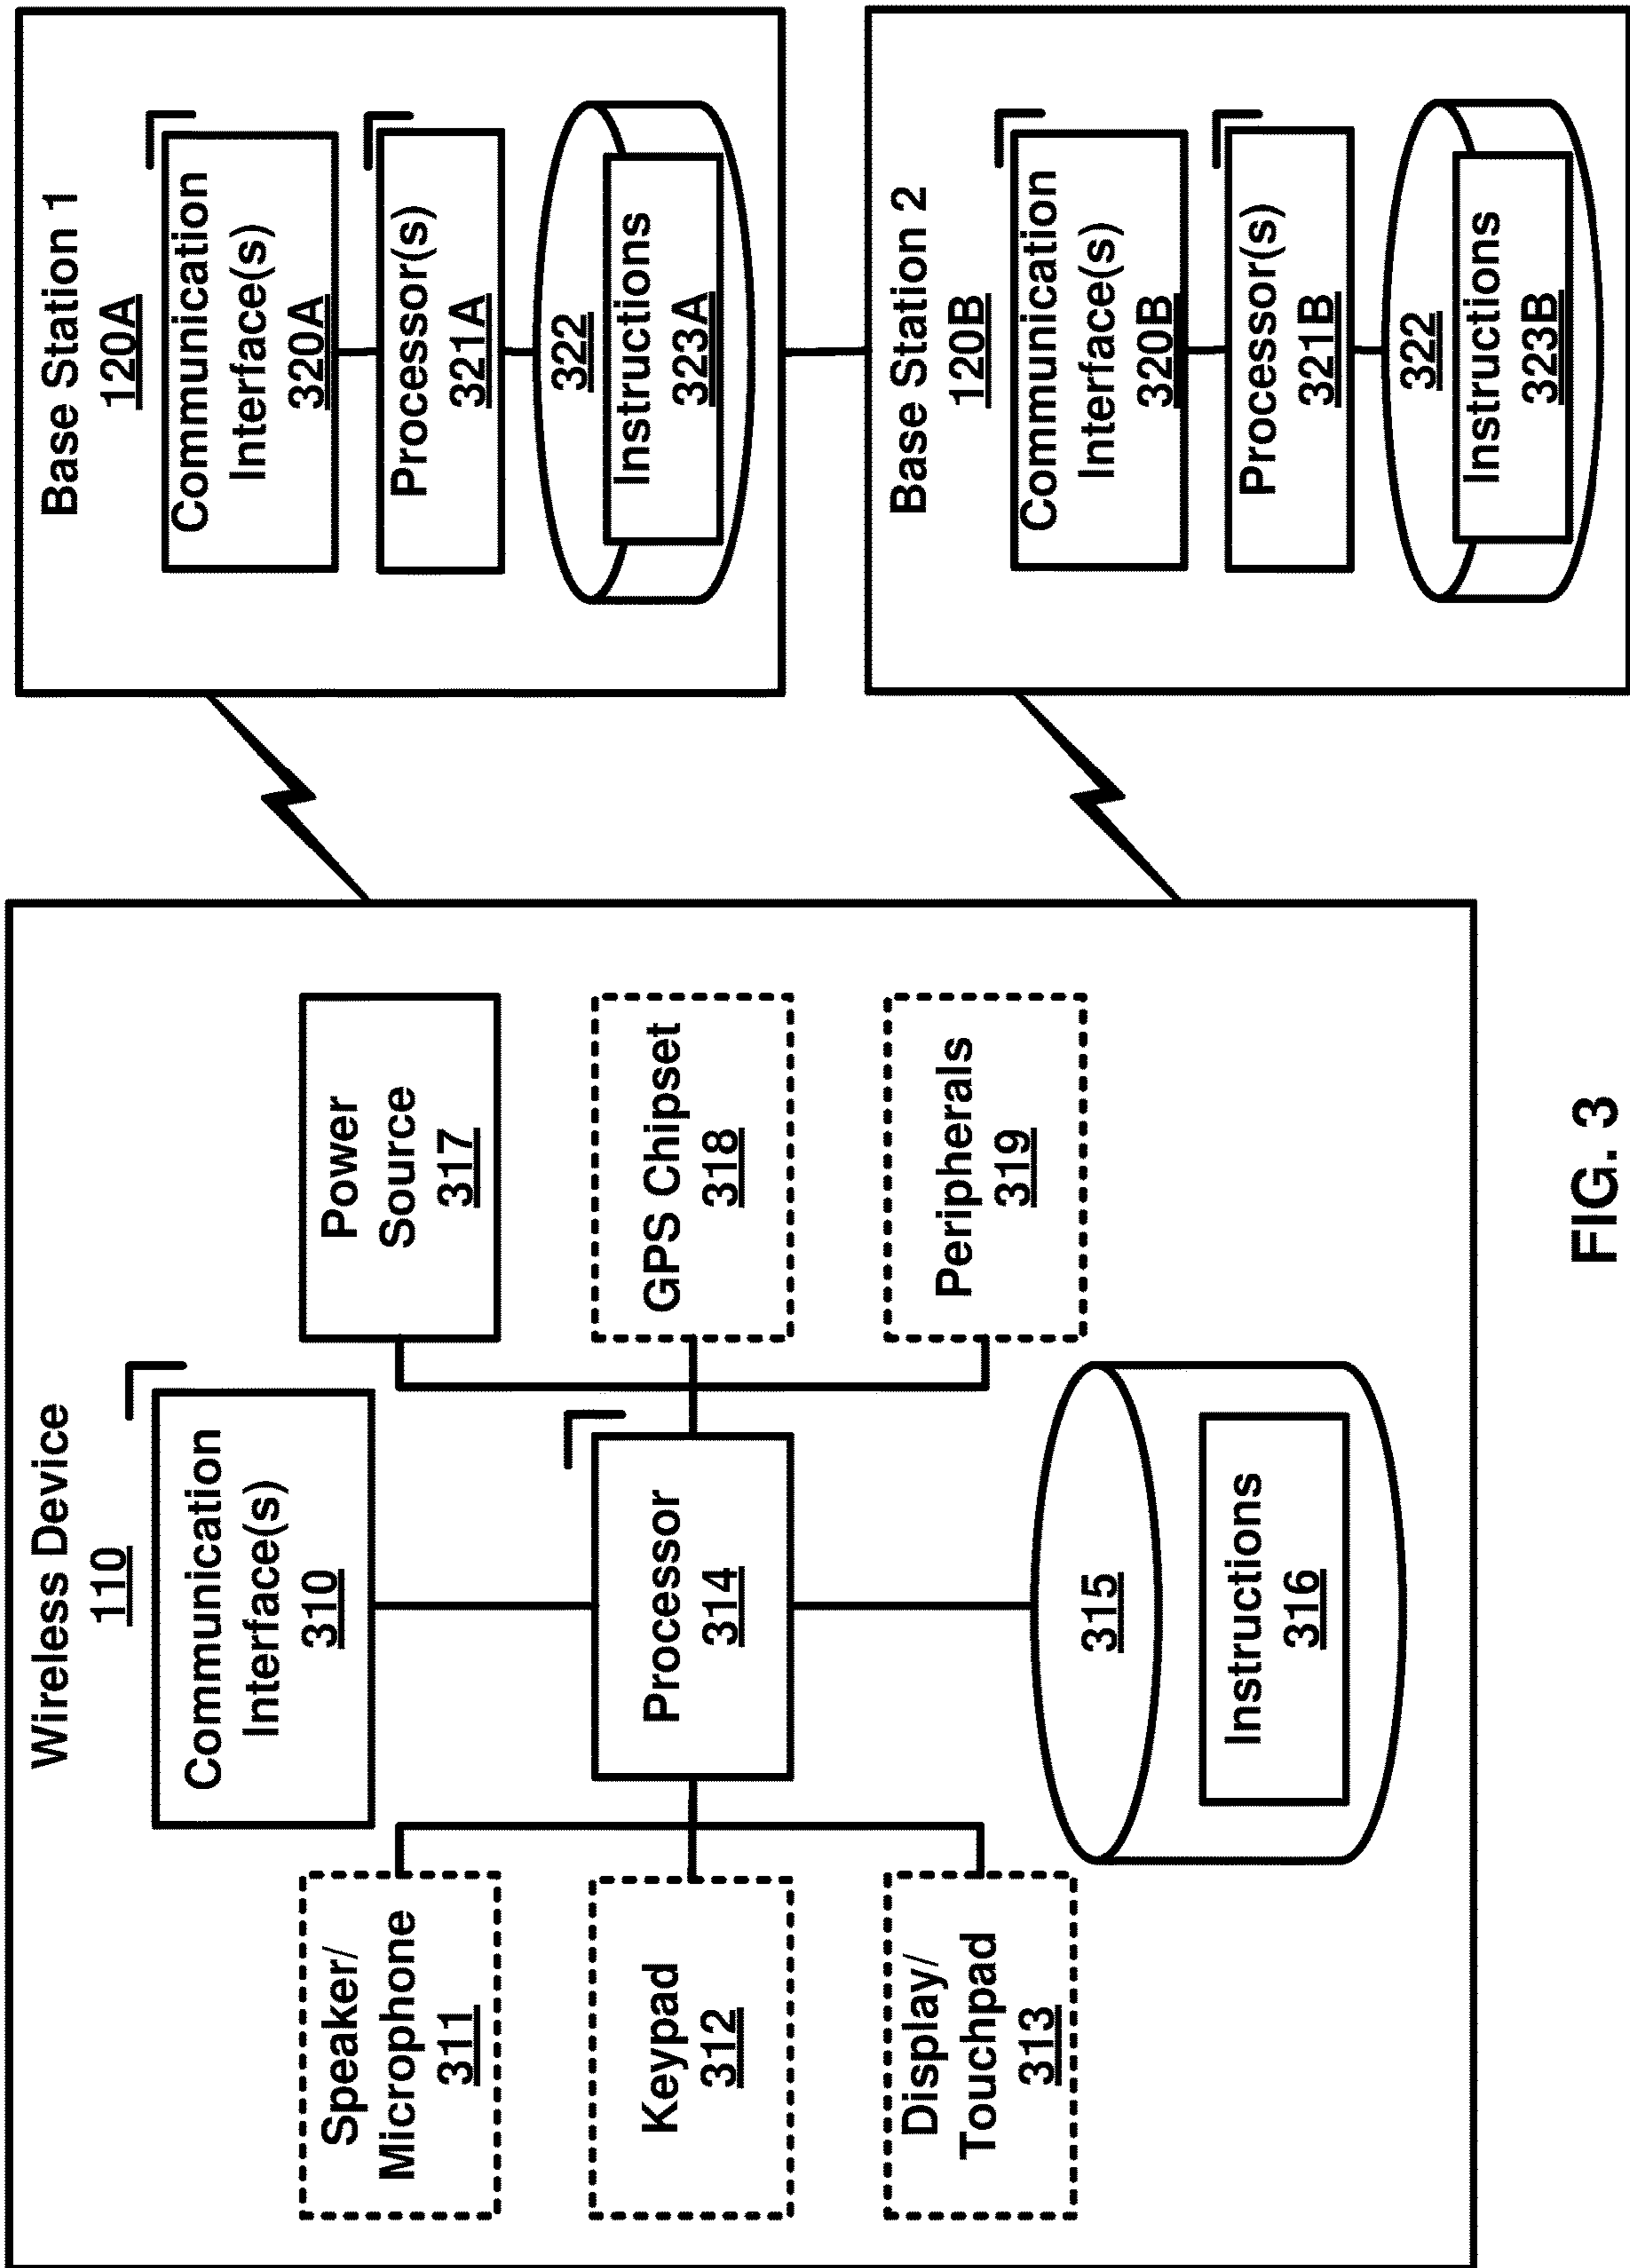 Wireless Device
110
Communication
Interface(s)
310
Speaker/
Microphone
311
Keypad
312
Display/
Touchpad
313
Processor
314
Power
Source
317
GPS Chipset
318
Peripherals
319
315
Instructions
316
Base Station 1
120A
Communication
Interface(s)
320A
Processor(s)
321A
322
Instructions
323A
Base Station 2
120B
Communication
Interface(s)
320B
Processor(s)
321B
322
Instructions
323B
FIG. 3